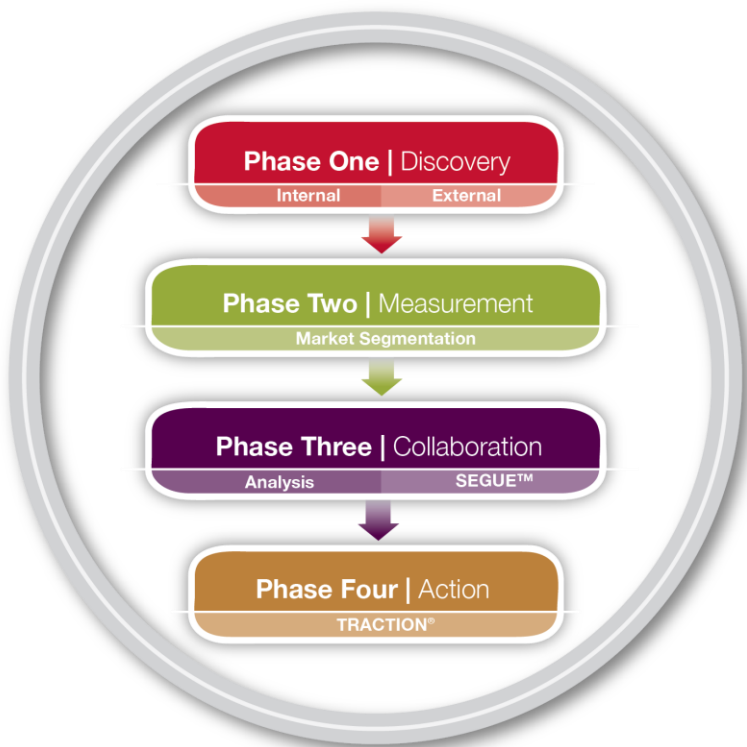 Phase One | Discovery
Internal External
Phase Two | Measurement
Market Segmentation
Phase Three | Collaboration
Analysis SEGUE™
Phase Four | Action
TRACTION®